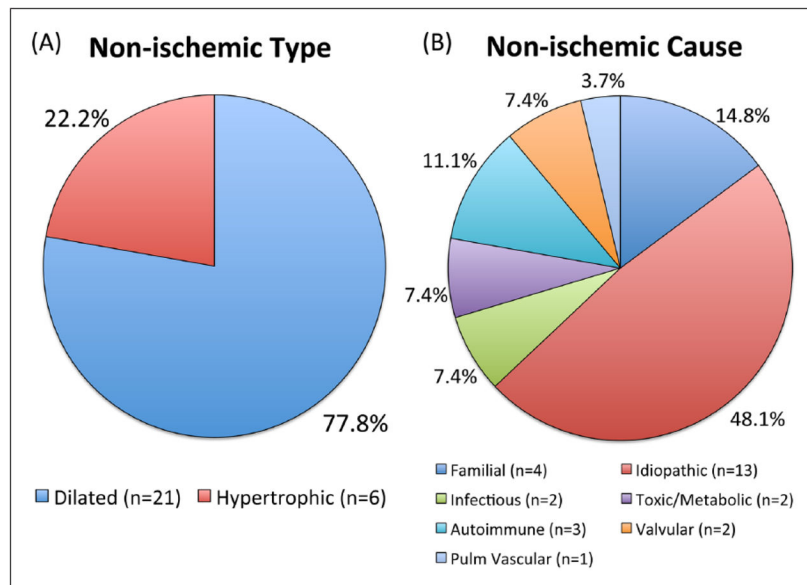 (A) Non-ischemic Type
22.2%
77.8%
Dilated (n=21) Hypertrophic (n=6)
(B) Non-ischemic Cause
3.7%
7.4%
14.8%
11.1%
7.4%
7.4%
48.1%
Familial (n=4) Idiopathic (n=13)
Infectious (n=2) Toxic/Metabolic (n=2)
Autoimmune (n=3) Valvular (n=2)
Pulm Vascular (n=1)